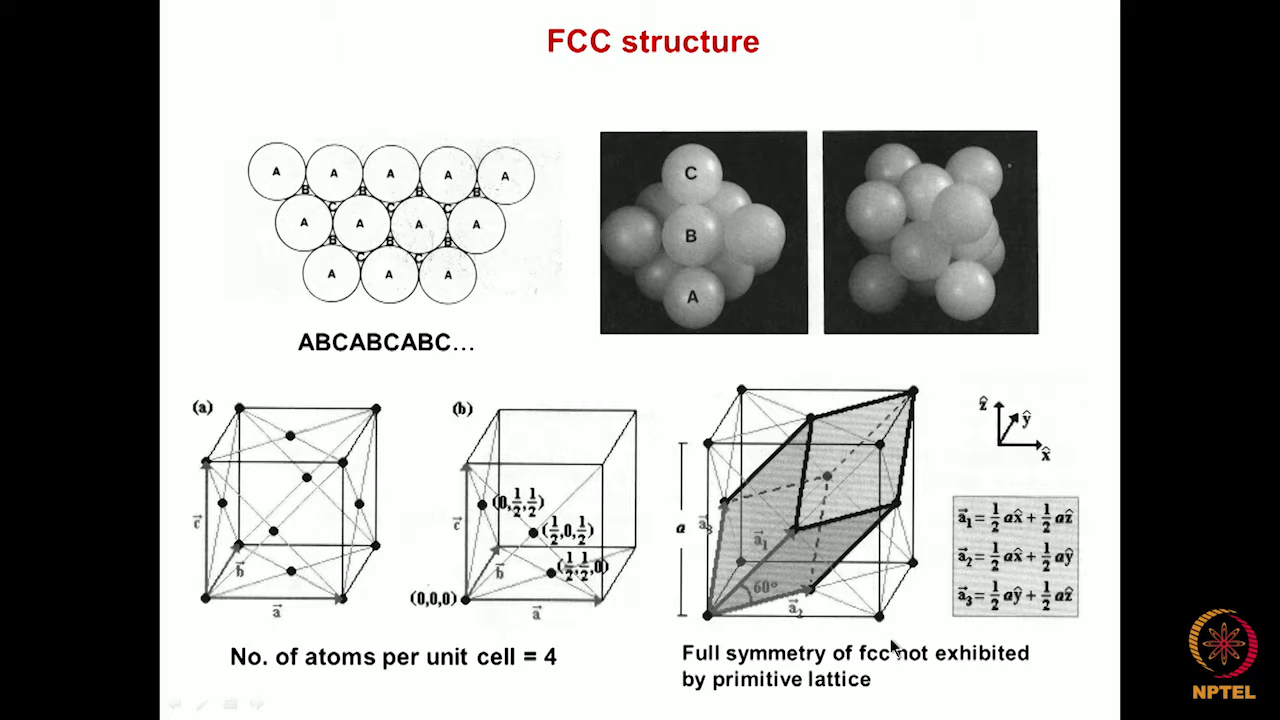 FCC structure
A A A A A
B B B B
C C C
A A A A
B B B
C C
A A A
ABCABCABC...
C
B
A
(a)
c
b
a
(b)
(0,1/2,1/2)
(1/2,0,1/2)
(1/2,1/2,0)
(0,0,0)
c
b
a
No. of atoms per unit cell = 4
a
a₃
a₁
60°
a₂
ẑ
ŷ
x̂
a⃗₁= 1/2 ax̂ + 1/2 aẑ
a⃗₂= 1/2 ax̂ + 1/2 aŷ
a⃗₃= 1/2 aŷ + 1/2 aẑ
Full symmetry of fcc not exhibited
by primitive lattice
NPTEL